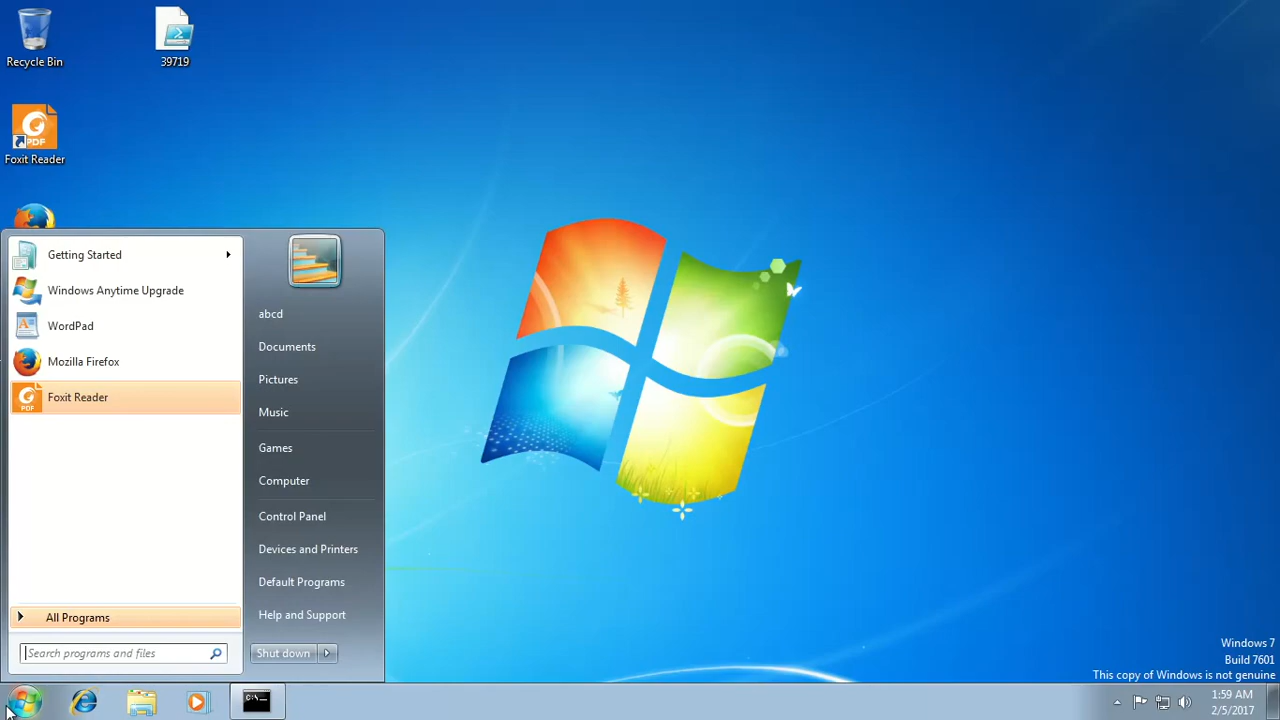 Recycle Bin
39719
Foxit Reader
Getting Started
Windows Anytime Upgrade
WordPad
Mozilla Firefox
Foxit Reader
All Programs
Search programs and files
abcd
Documents
Pictures
Music
Games
Computer
Control Panel
Devices and Printers
Default Programs
Help and Support
Shut down
Windows 7
Build 7601
This copy of Windows is not genuine
1:59 AM
2/5/2017